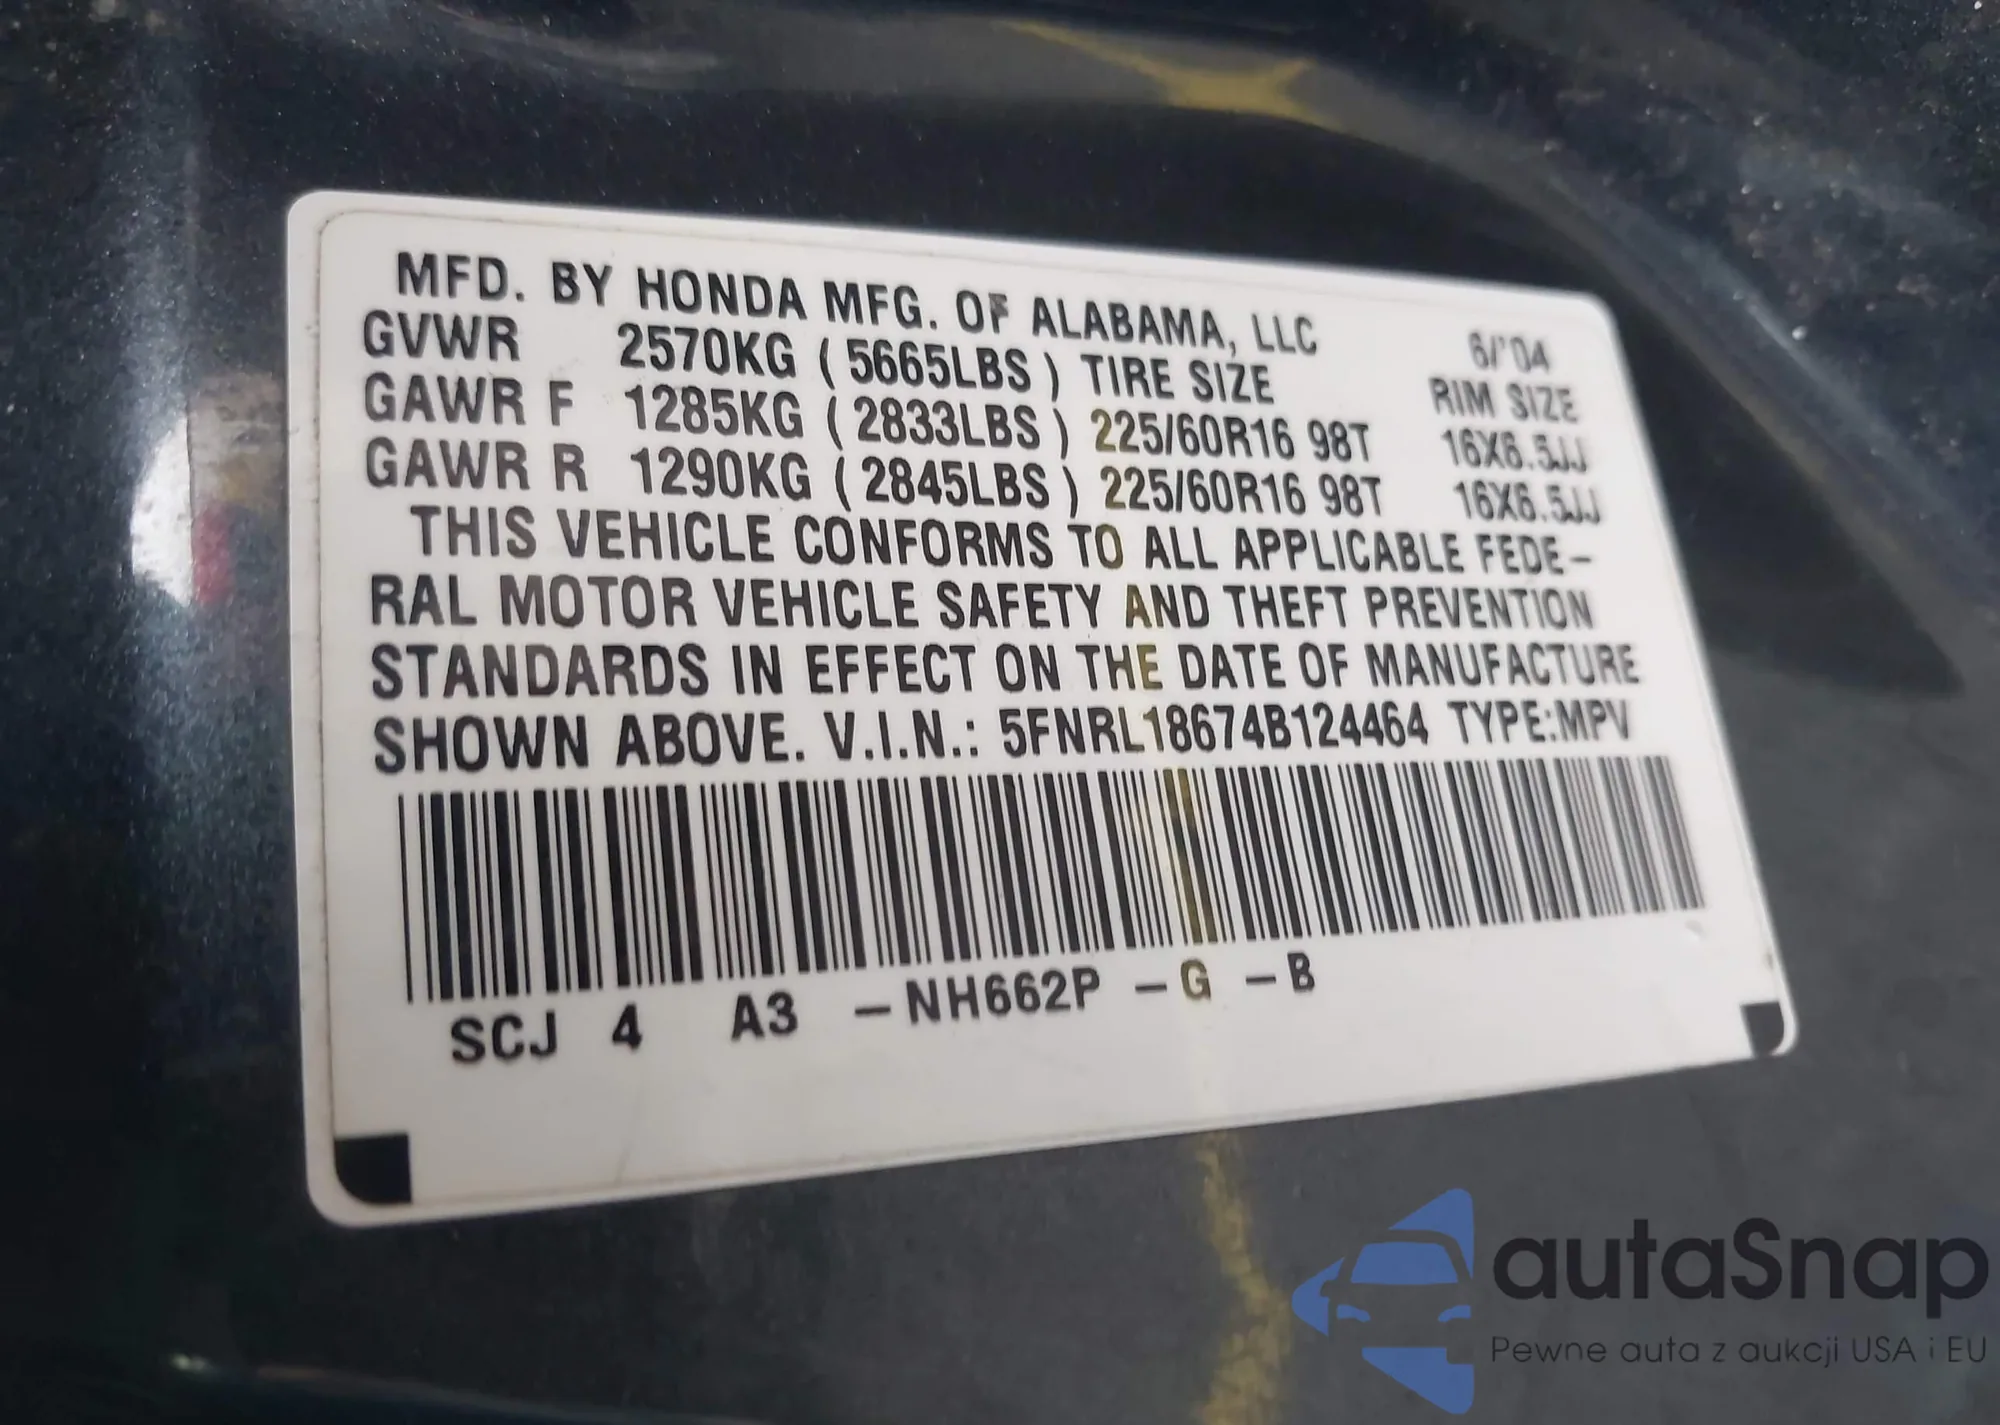 MFD. BY HONDA MFG. OF ALABAMA, LLC 6/'04
GVWR 2570KG ( 5665LBS ) TIRE SIZE RIM SIZE
GAWR F 1285KG ( 2833LBS ) 225/60R16 98T 16X6.5JJ
GAWR R 1290KG ( 2845LBS ) 225/60R16 98T 16X6.5JJ
THIS VEHICLE CONFORMS TO ALL APPLICABLE FEDE-
RAL MOTOR VEHICLE SAFETY AND THEFT PREVENTION
STANDARDS IN EFFECT ON THE DATE OF MANUFACTURE
SHOWN ABOVE. V.I.N.: 5FNRL18674B124464 TYPE:MPV
SCJ 4 A3 -NH662P -G -B
autaSnap
Pewne auta z aukcji USA i EU